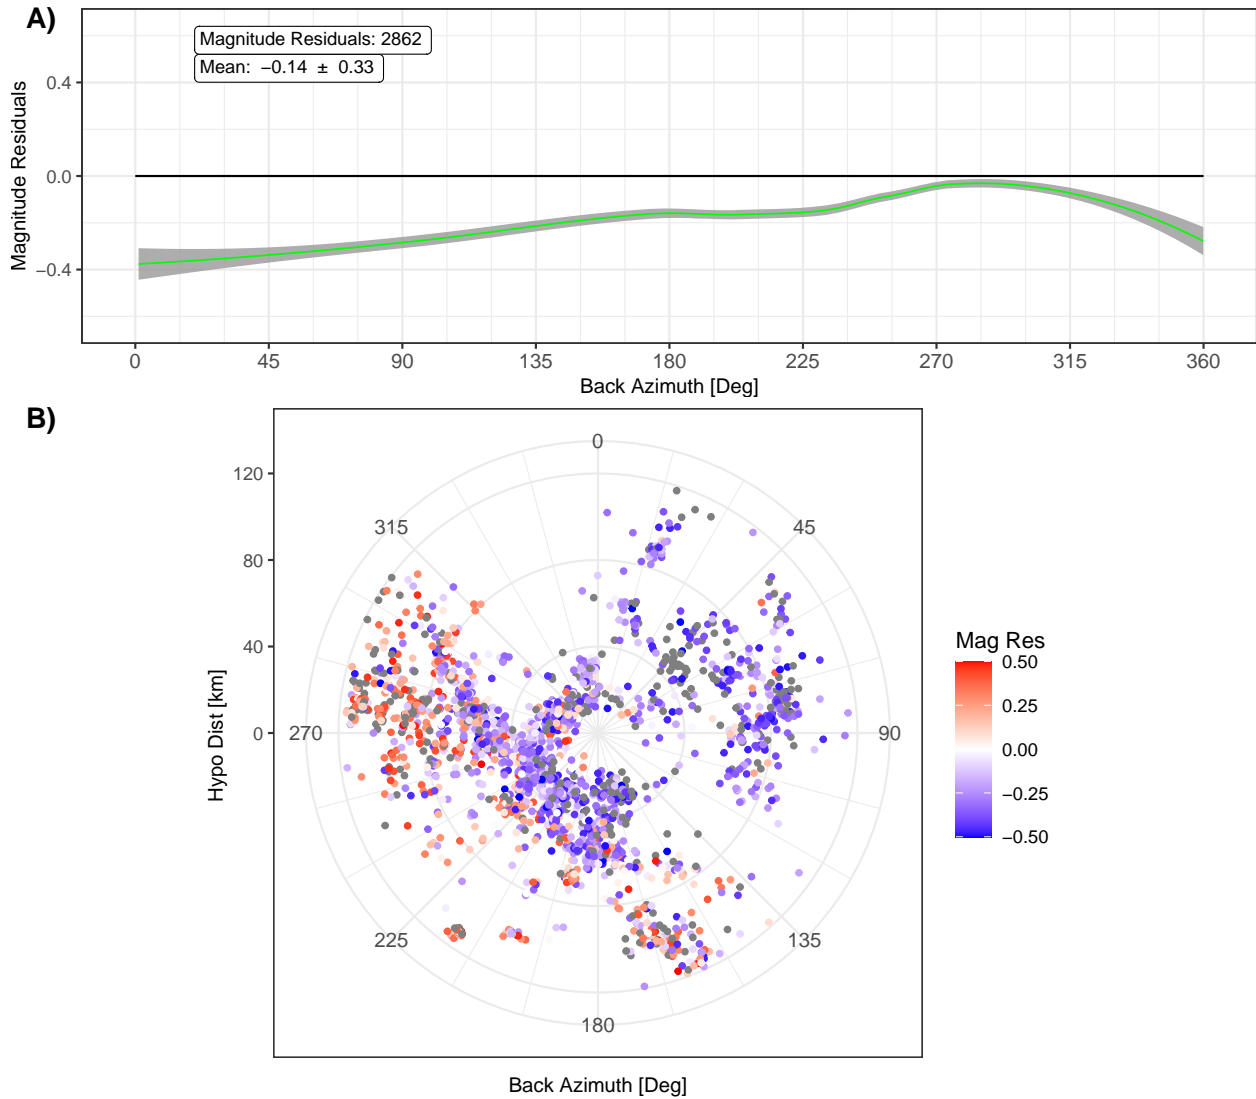 A)
Magnitude Residuals: 2862
Mean: −0.14 ± 0.33
Magnitude Residuals
0.4
0.0
−0.4
0 45 90 135 180 225 270 315 360
Back Azimuth [Deg]
B)
Hypo Dist [km]
120
80
40
0
0
45
90
135
180
225
270
315
Back Azimuth [Deg]
Mag Res
0.50
0.25
0.00
−0.25
−0.50